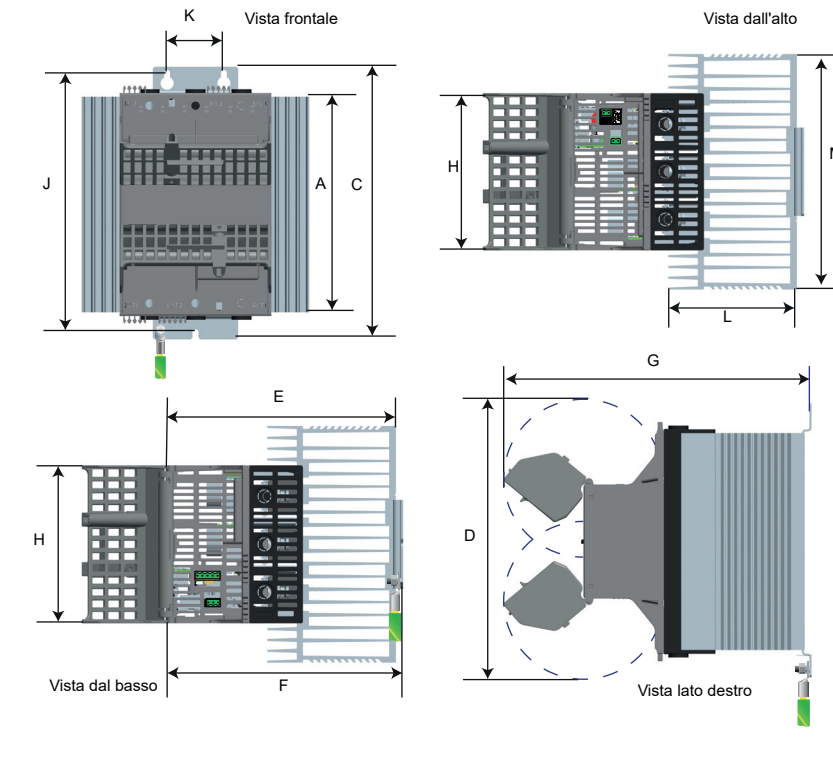 K
Vista frontale
J
A
C
Vista dall'alto
H
M
L
E
H
F
Vista dal basso
G
D
Vista lato destro